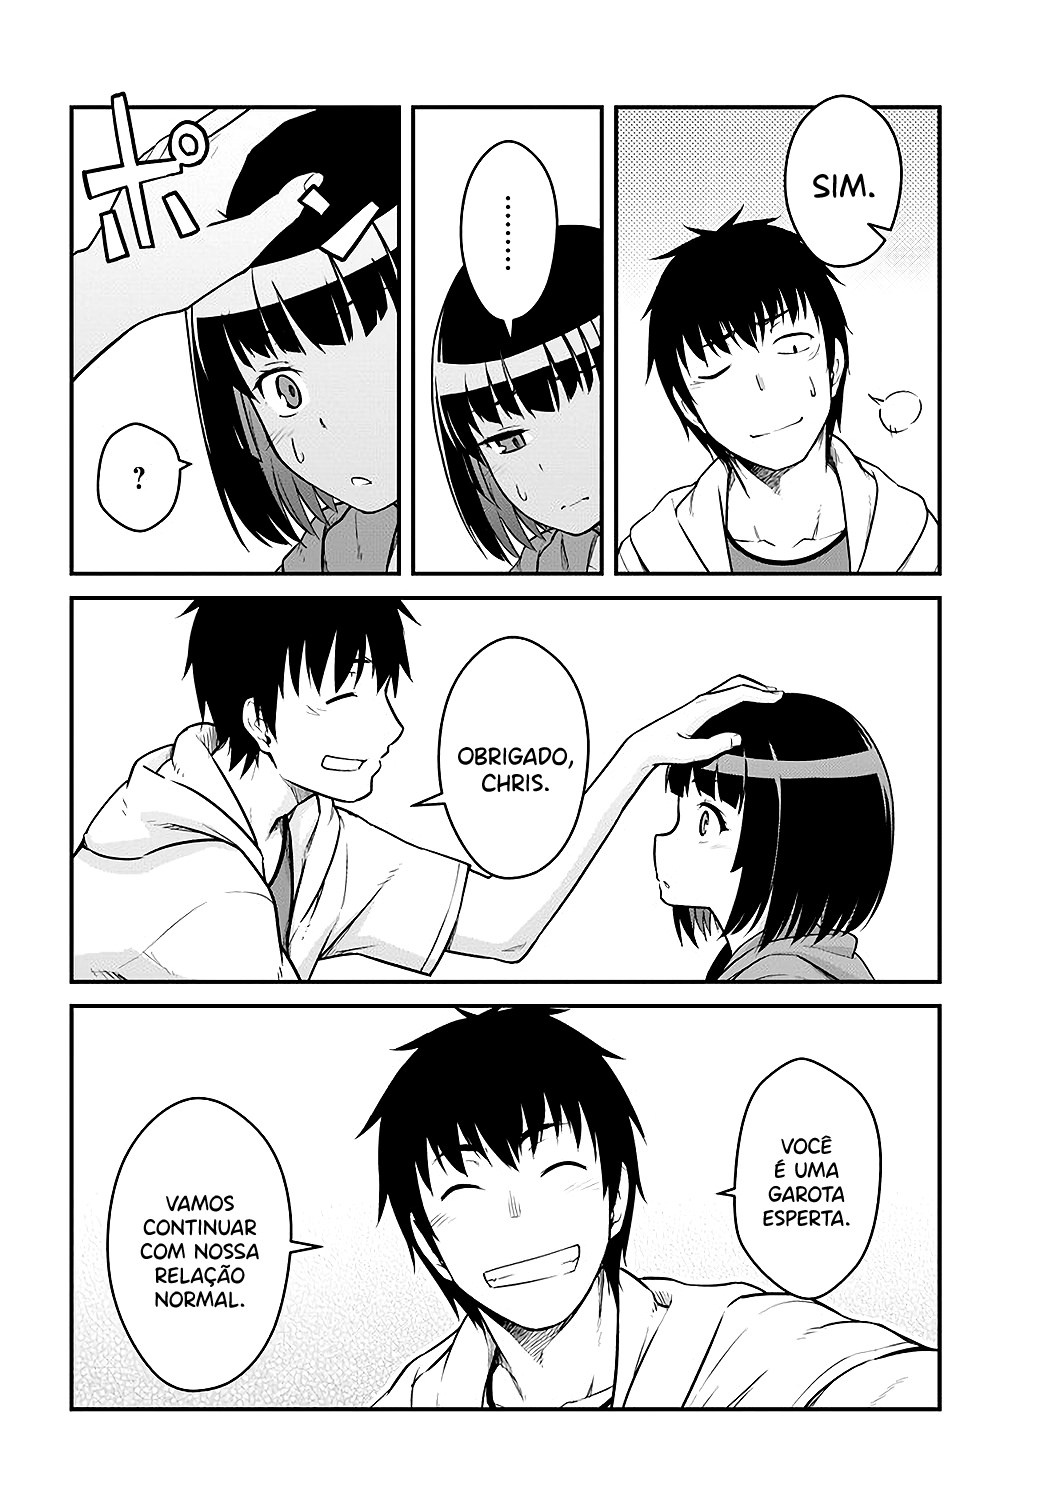 SIM.
………
ポ
?
OBRIGADO,
CHRIS.
VOCÊ
É UMA
GAROTA
ESPERTA.
VAMOS
CONTINUAR
COM NOSSA
RELAÇÃO
NORMAL.